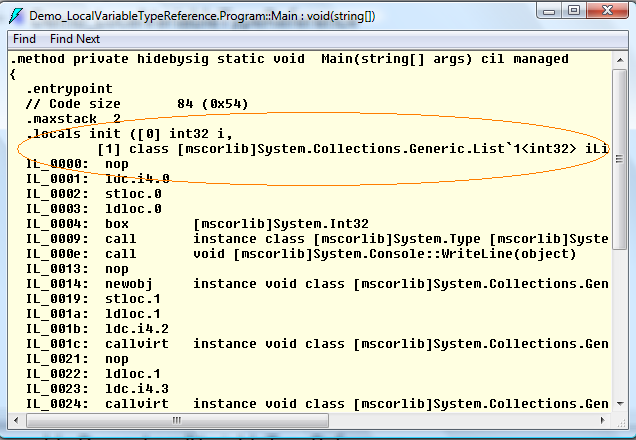 Demo_LocalVariableTypeReference.Program::Main : void(string[])
Find Find Next
.method private hidebysig static void  Main(string[] args) cil managed
{
  .entrypoint
  // Code size       84 (0x54)
  .maxstack  2
  .locals init ([0] int32 i,
           [1] class [mscorlib]System.Collections.Generic.List`1<int32> iLi
  IL_0000:  nop
  IL_0001:  ldc.i4.0
  IL_0002:  stloc.0
  IL_0003:  ldloc.0
  IL_0004:  box        [mscorlib]System.Int32
  IL_0009:  call       instance class [mscorlib]System.Type [mscorlib]Syste
  IL_000e:  call       void [mscorlib]System.Console::WriteLine(object)
  IL_0013:  nop
  IL_0014:  newobj     instance void class [mscorlib]System.Collections.Gen
  IL_0019:  stloc.1
  IL_001a:  ldloc.1
  IL_001b:  ldc.i4.2
  IL_001c:  callvirt   instance void class [mscorlib]System.Collections.Gen
  IL_0021:  nop
  IL_0022:  ldloc.1
  IL_0023:  ldc.i4.3
  IL_0024:  callvirt   instance void class [mscorlib]System.Collections.Gen